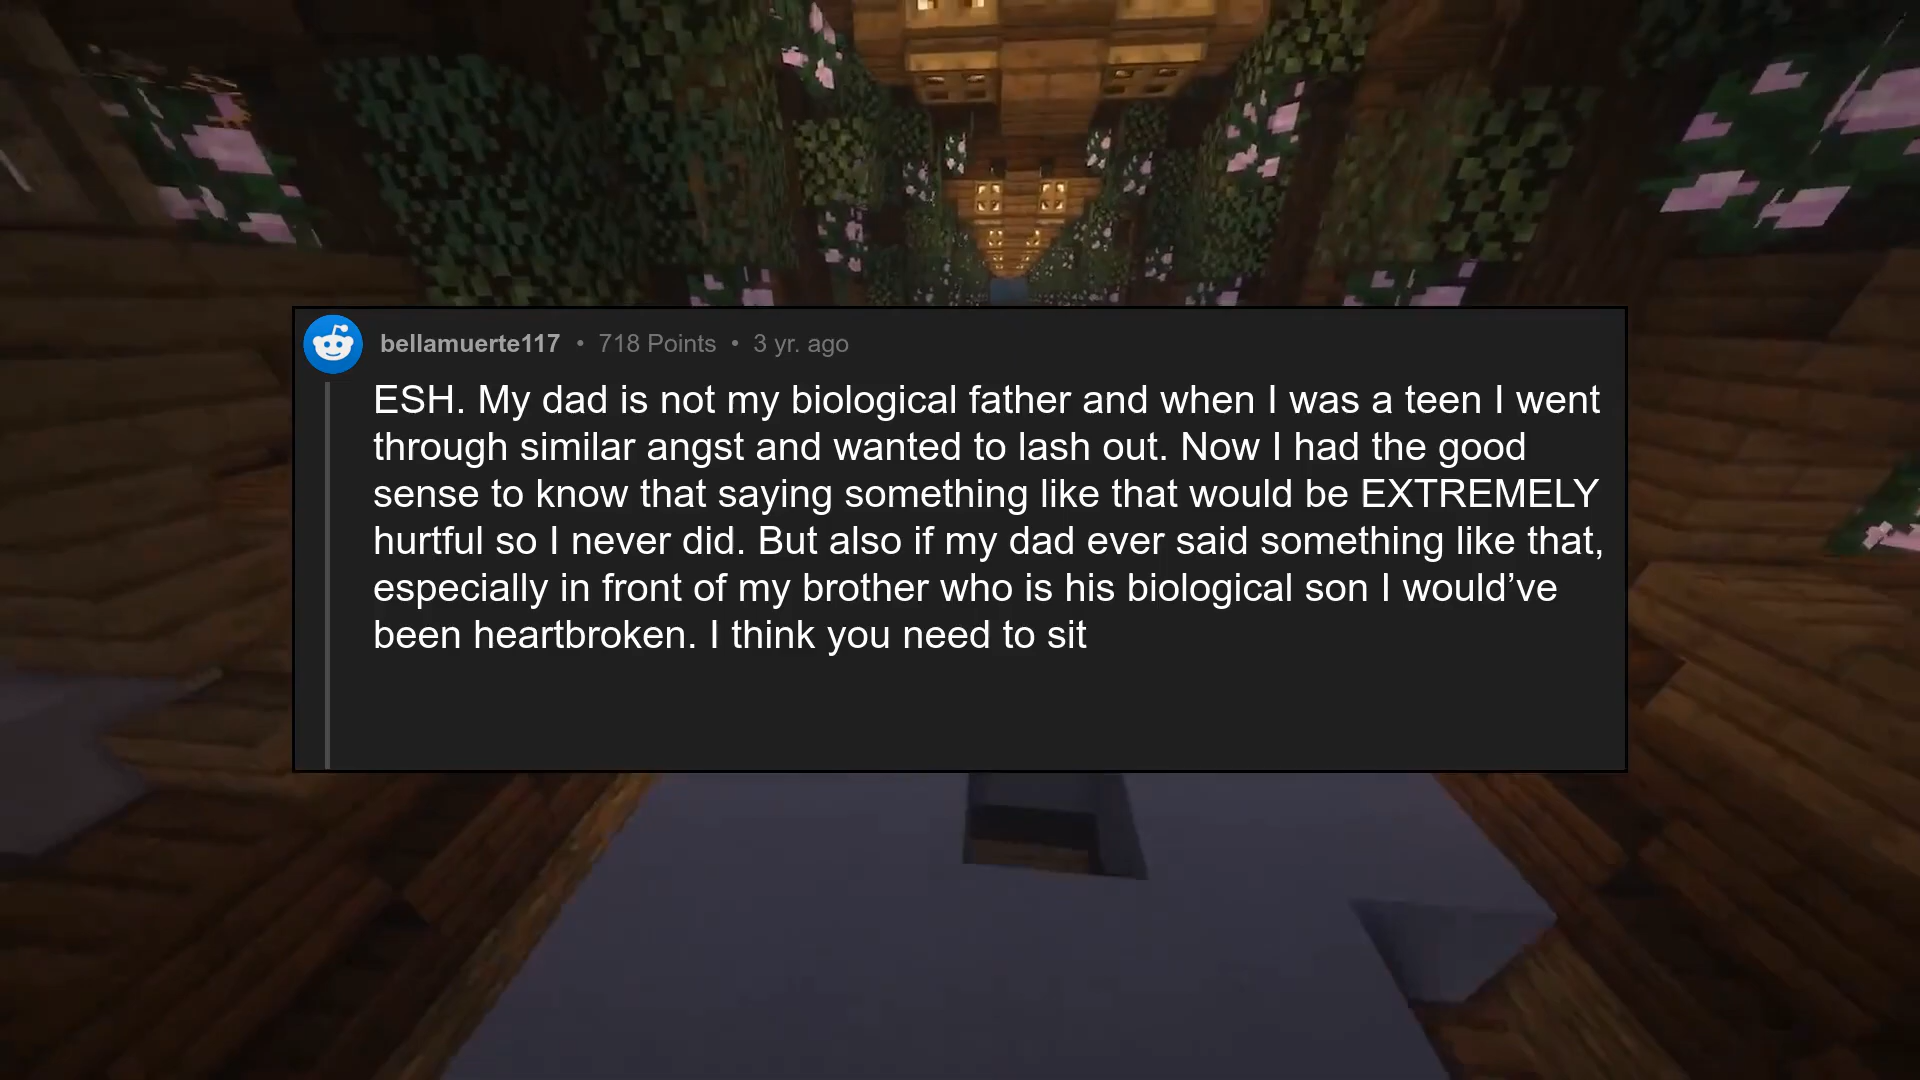 bellamuerte117 • 718 Points • 3 yr. ago
ESH. My dad is not my biological father and when I was a teen I went
through similar angst and wanted to lash out. Now I had the good
sense to know that saying something like that would be EXTREMELY
hurtful so I never did. But also if my dad ever said something like that,
especially in front of my brother who is his biological son I would’ve
been heartbroken. I think you need to sit